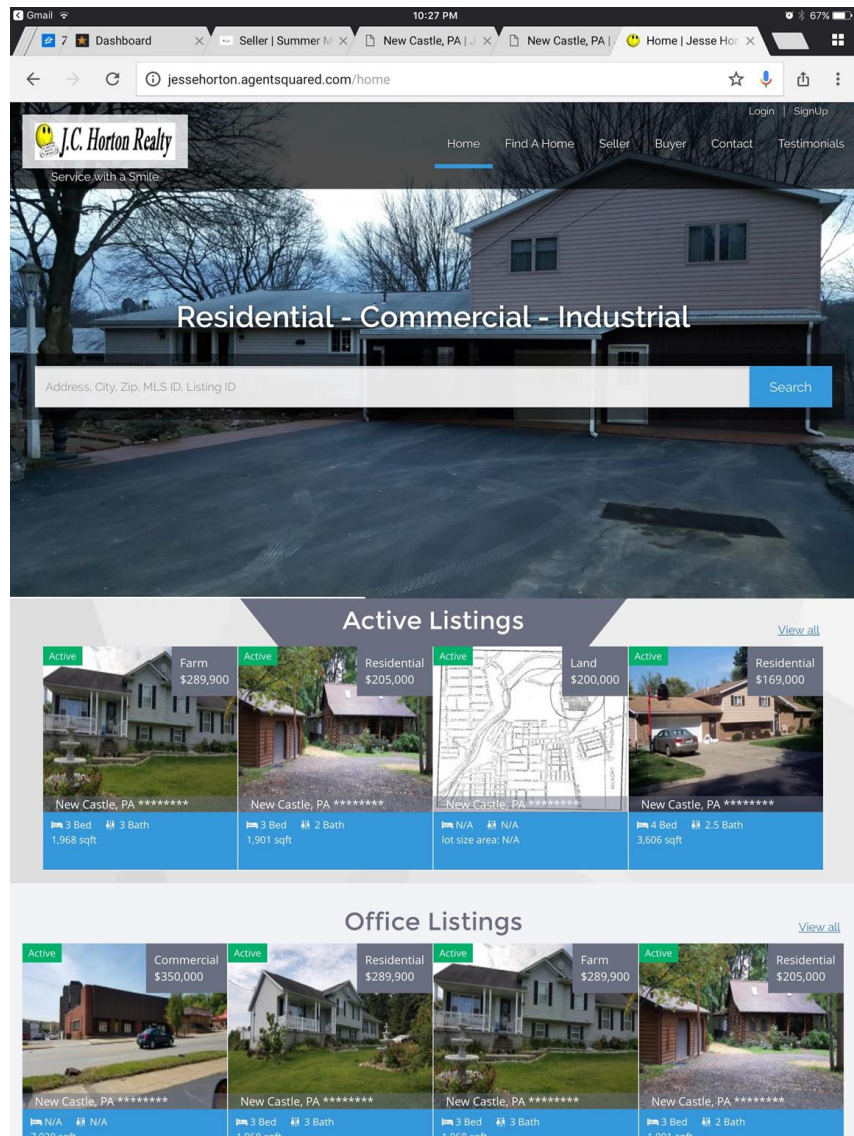 Gmail 10:27 PM 67%
7 Dashboard Seller | Summer M New Castle, PA | J New Castle, PA | Home | Jesse Hor
jessehorton.agentsquared.com/home
Login | SignUp
J.C. Horton Realty
Home Find A Home Seller Buyer Contact Testimonials
Service with a Smile
Residential - Commercial - Industrial
Address, City, Zip, MLS ID, Listing ID Search
Active Listings
View all
Active Farm Active Residential Active Land Active Residential
$289,900 $205,000 $200,000 $169,000
New Castle, PA ******** New Castle, PA ******** New Castle, PA ******** New Castle, PA ********
3 Bed 3 Bath 3 Bed 2 Bath N/A N/A 4 Bed 2.5 Bath
1,968 sqft 1,901 sqft lot size area: N/A 3,606 sqft
Office Listings
View all
Active Commercial Active Residential Active Farm Active Residential
$350,000 $289,900 $289,900 $205,000
New Castle, PA ******** New Castle, PA ******** New Castle, PA ******** New Castle, PA ********
N/A N/A 3 Bed 3 Bath 3 Bed 3 Bath 3 Bed 2 Bath